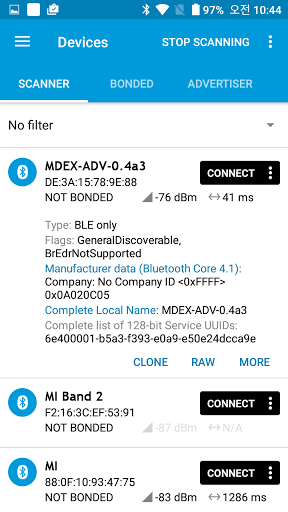 97% 오전 10:44
Devices STOP SCANNING
SCANNER BONDED ADVERTISER
No filter
MDEX-ADV-0.4a3
DE:3A:15:78:9E:88 CONNECT
NOT BONDED -76 dBm 41 ms
Type: BLE only
Flags: GeneralDiscoverable,
BrEdrNotSupported
Manufacturer data (Bluetooth Core 4.1):
Company: No Company ID <0xFFFF>
0x0A020C05
Complete Local Name: MDEX-ADV-0.4a3
Complete list of 128-bit Service UUIDs:
6e400001-b5a3-f393-e0a9-e50e24dcca9e
CLONE RAW MORE
MI Band 2
F2:16:3C:EF:53:91 CONNECT
NOT BONDED -87 dBm N/A
MI
88:0F:10:93:47:75 CONNECT
NOT BONDED -83 dBm 1286 ms